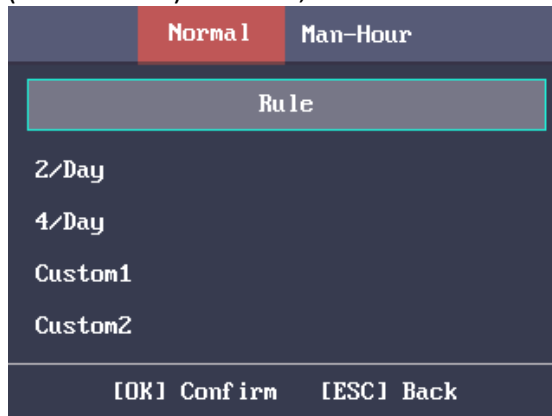 Normal Man-Hour
Rule
2/Day
4/Day
Custom1
Custom2
[OK] Confirm [ESC] Back